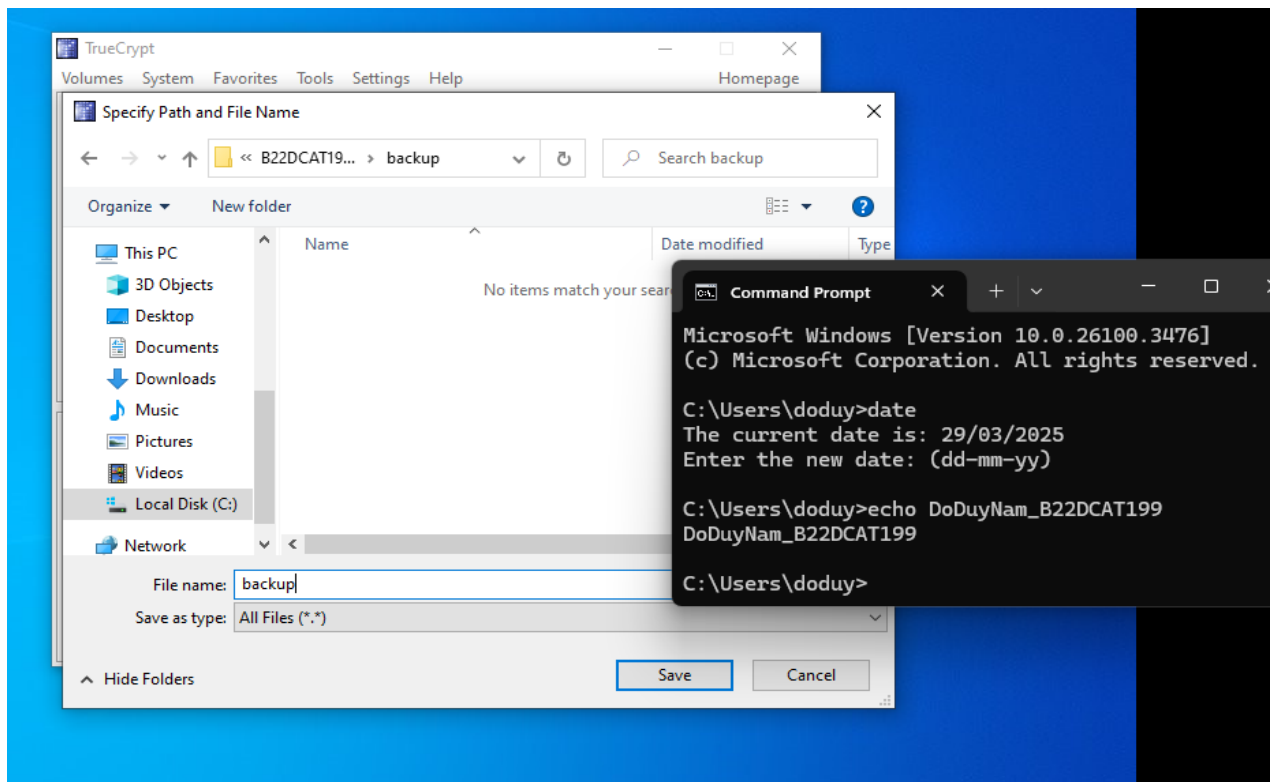 TrueCrypt
Volumes System Favorites Tools Settings Help Homepage
Specify Path and File Name
« B22DCAT19... › backup
Search backup
Organize New folder
This PC
3D Objects
Desktop
Documents
Downloads
Music
Pictures
Videos
Local Disk (C:)
Network
Name Date modified Type
No items match your sear
File name: backup
Save as type: All Files (*.*)
Hide Folders
Save Cancel
Command Prompt
Microsoft Windows [Version 10.0.26100.3476]
(c) Microsoft Corporation. All rights reserved.
C:\Users\doduy>date
The current date is: 29/03/2025
Enter the new date: (dd-mm-yy)
C:\Users\doduy>echo DoDuyNam_B22DCAT199
DoDuyNam_B22DCAT199
C:\Users\doduy>